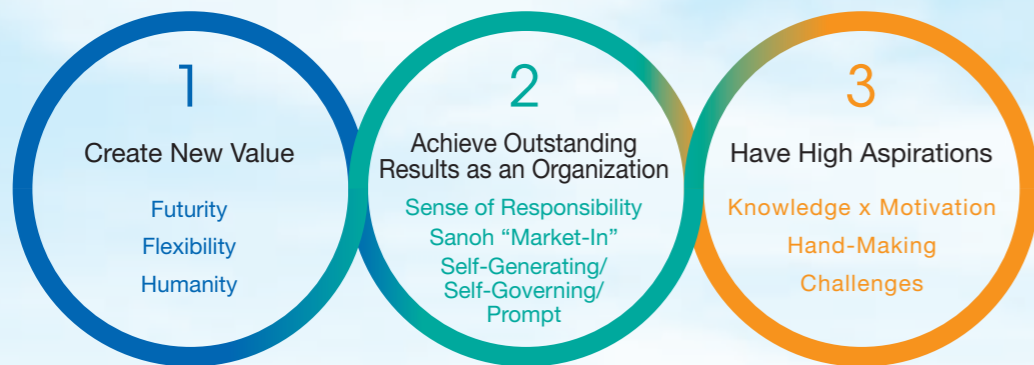 1
Create New Value
Futurity
Flexibility
Humanity
2
Achieve Outstanding
Results as an Organization
Sense of Responsibility
Sanoh “Market-In”
Self-Generating/
Self-Governing/
Prompt
3
Have High Aspirations
Knowledge x Motivation
Hand-Making
Challenges